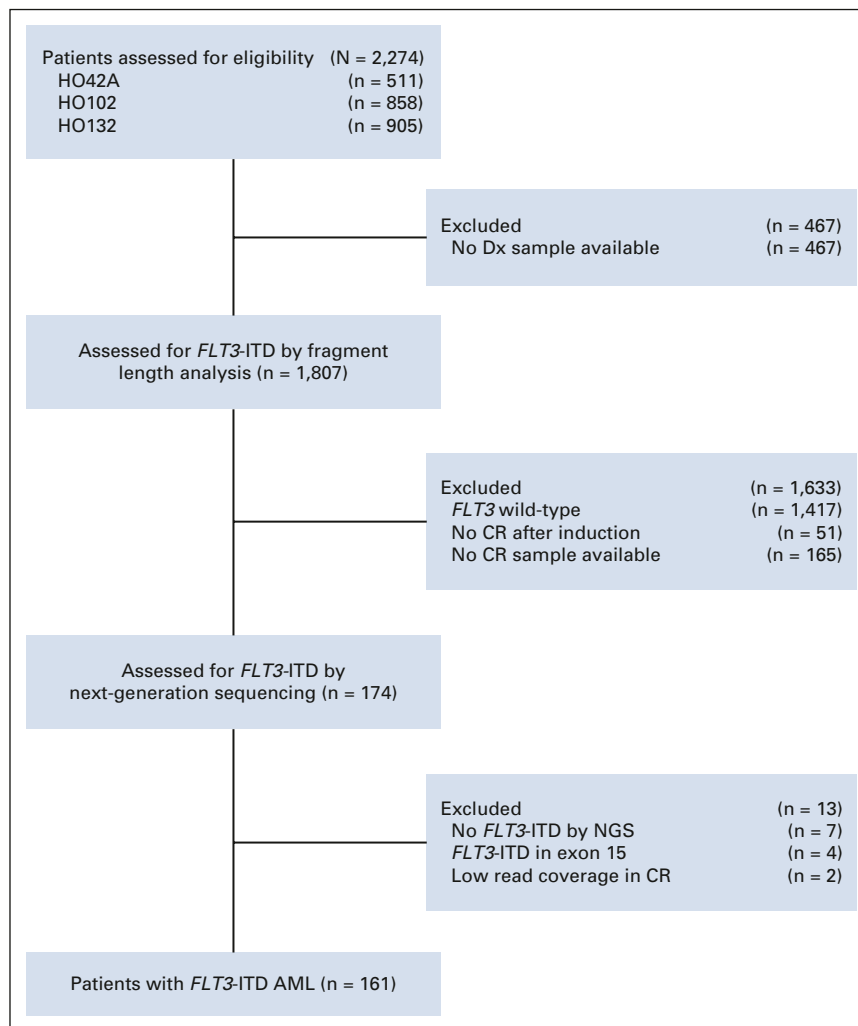 Patients assessed for eligibility (N = 2,274)
HO42A (n = 511)
HO102 (n = 858)
HO132 (n = 905)
Excluded (n = 467)
No Dx sample available (n = 467)
Assessed for FLT3-ITD by fragment
length analysis (n = 1,807)
Excluded (n = 1,633)
FLT3 wild-type (n = 1,417)
No CR after induction (n = 51)
No CR sample available (n = 165)
Assessed for FLT3-ITD by
next-generation sequencing (n = 174)
Excluded (n = 13)
No FLT3-ITD by NGS (n = 7)
FLT3-ITD in exon 15 (n = 4)
Low read coverage in CR (n = 2)
Patients with FLT3-ITD AML (n = 161)